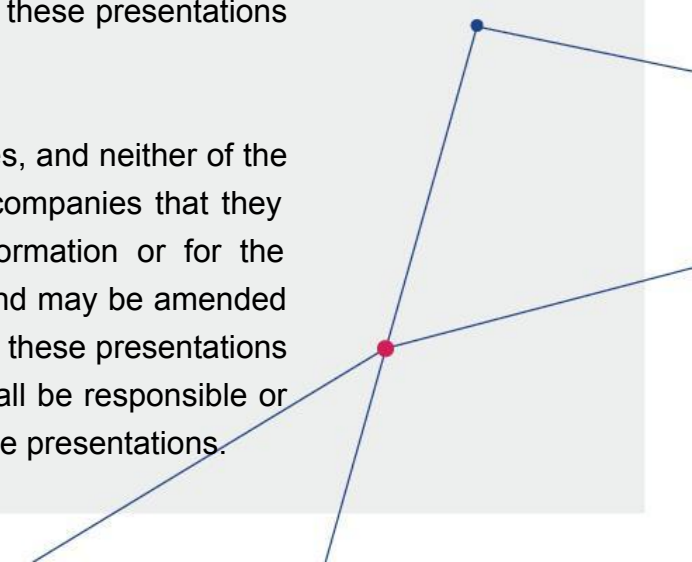 these presentations
s, and neither of the
companies that they
ormation or for the
nd may be amended
these presentations
all be responsible or
e presentations.